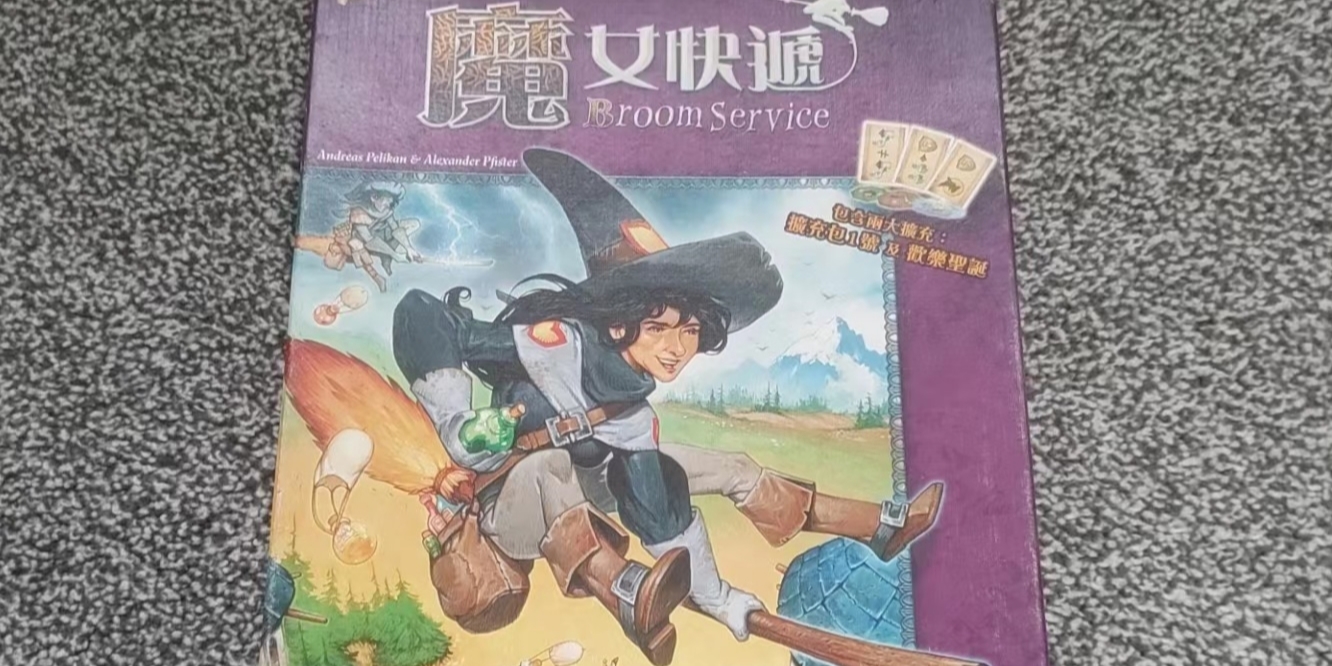 魔女快遞
Broom Service
Andreas Pelikan & Alexander Pfister
包含兩大擴充：
擴充包1號 及 歡樂聖誕